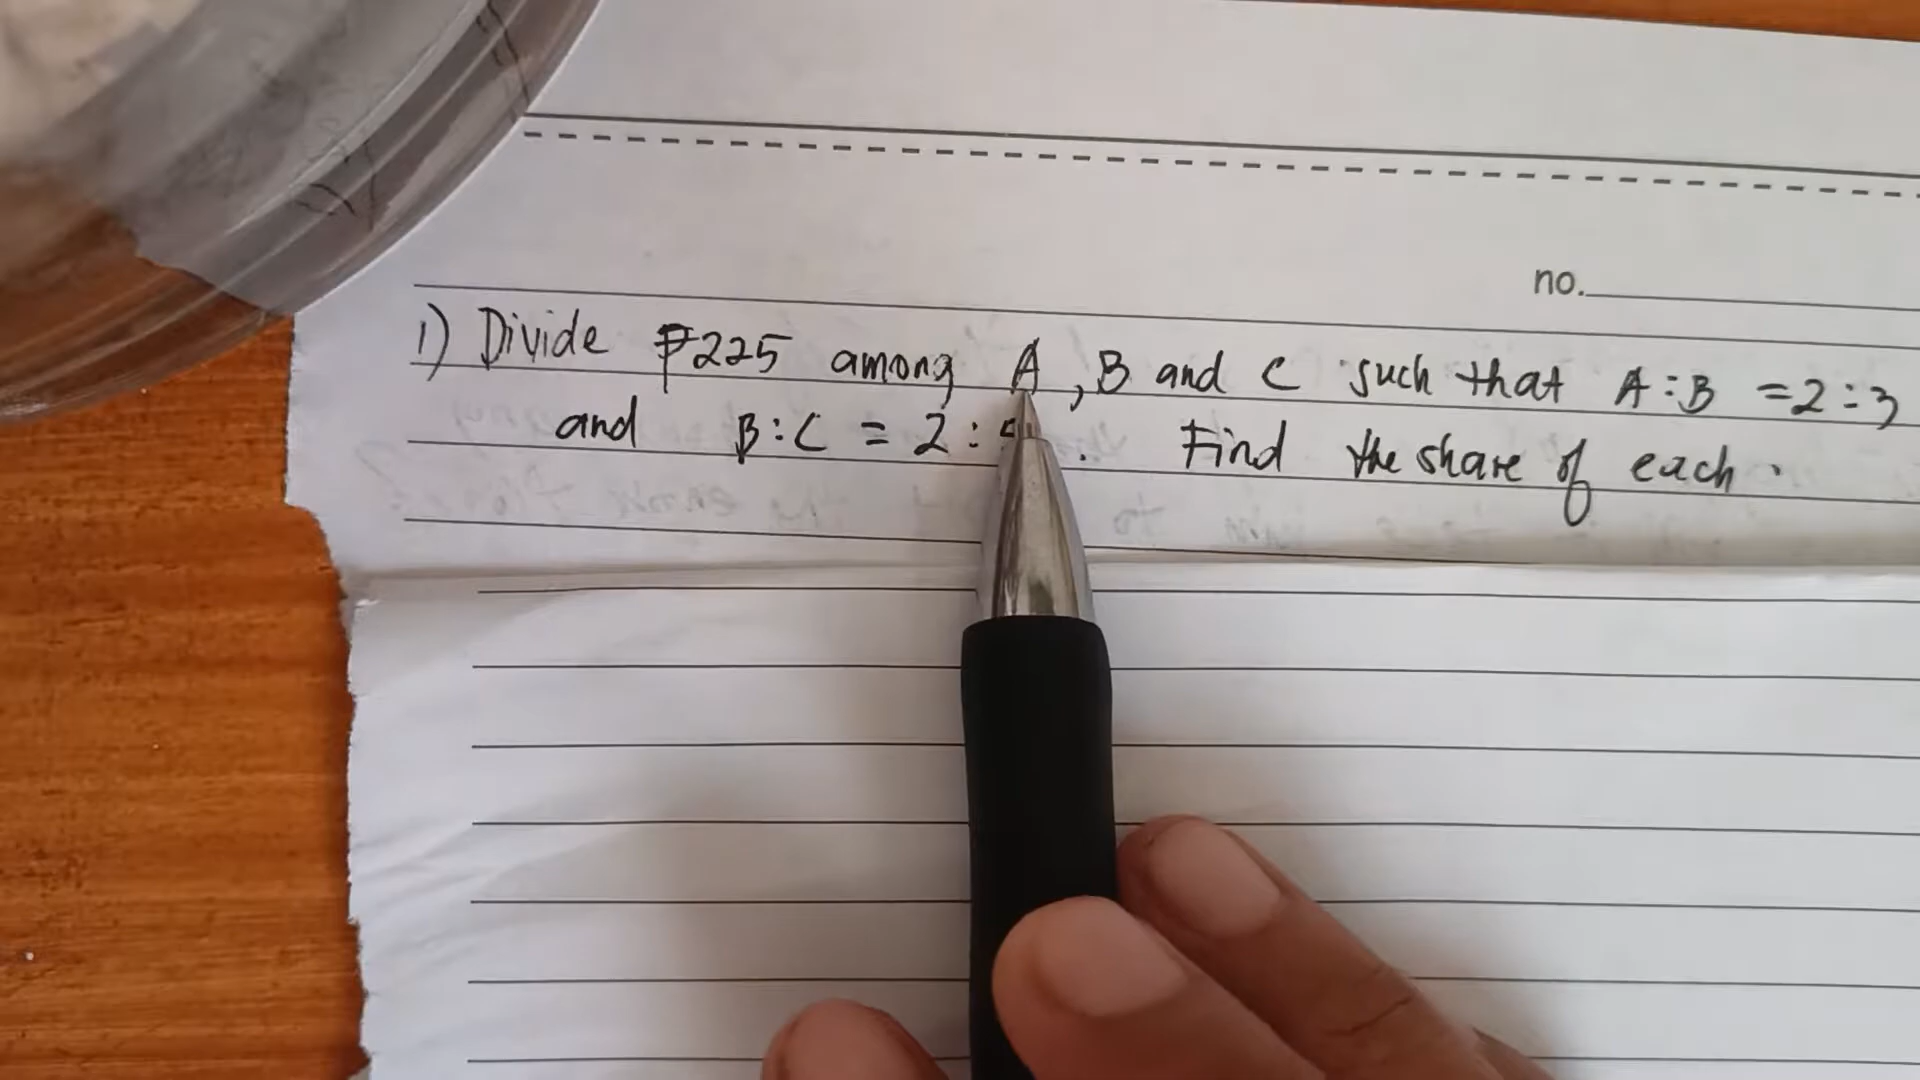 no.
1) Divide ₱225 among A, B and C such that A:B = 2:3
and B:C = 2: . Find the share of each.